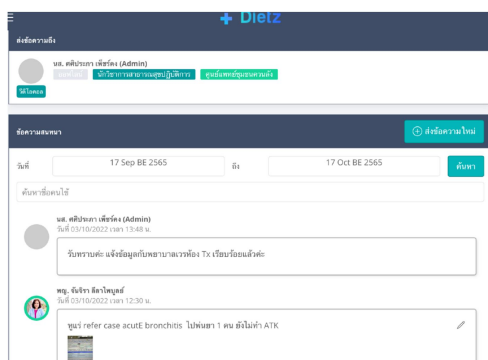 Dietz
ส่งข้อความถึง
นส. ศศิประภา เพ็ชร์คง (Admin)
นักวิชาการสาธารณสุขปฏิบัติการ ศูนย์แพทย์ชุมชนควนลัง
วีดีโอคอล
ข้อความสนทนา
ส่งข้อความใหม่
วันที่ 17 Sep BE 2565 ถึง 17 Oct BE 2565 ค้นหา
ค้นหาชื่อคนไข้
นส. ศศิประภา เพ็ชร์คง (Admin)
วันที่ 03/10/2022 เวลา 13:48 น.
รับทราบค่ะ แจ้งข้อมูลกับพยาบาลเวรห้อง Tx เรียบร้อยแล้วค่ะ
พญ. จันจิรา ลีลาไพบูลย์
วันที่ 03/10/2022 เวลา 12:30 น.
refer case acutE bronchitis ไปพ่นยา 1 คน ยังไม่ทำ ATK